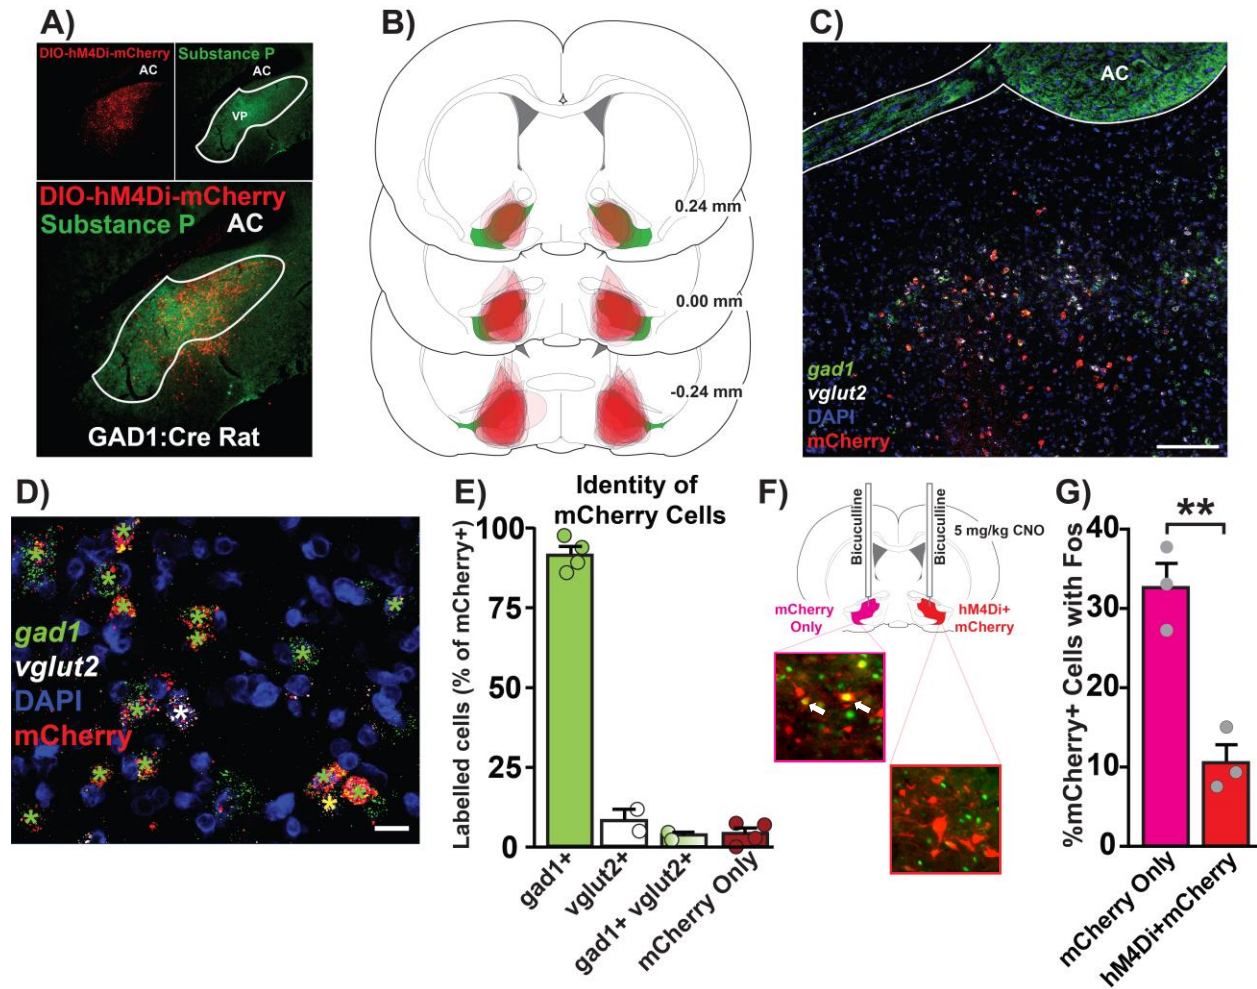 A)
DIO-hM4Di-mCherry
AC
Substance P
AC
VP
DIO-hM4Di-mCherry
Substance P
AC
GAD1:Cre Rat
B)
0.24 mm
0.00 mm
-0.24 mm
C)
AC
gad1
vglut2
DAPI
mCherry
D)
gad1
vglut2
DAPI
mCherry
E)
Identity of
mCherry Cells
Labelled cells (% of mCherry+)
100
75
50
25
0
gad1+
vglut2+
gad1+ vglut2+
mCherry Only
F)
Bicuculline
Bicuculline
5 mg/kg CNO
mCherry
Only
hM4Di+
mCherry
G)
**
%mCherry+ Cells with Fos
40
30
20
10
0
mCherry Only
hM4Di+mCherry